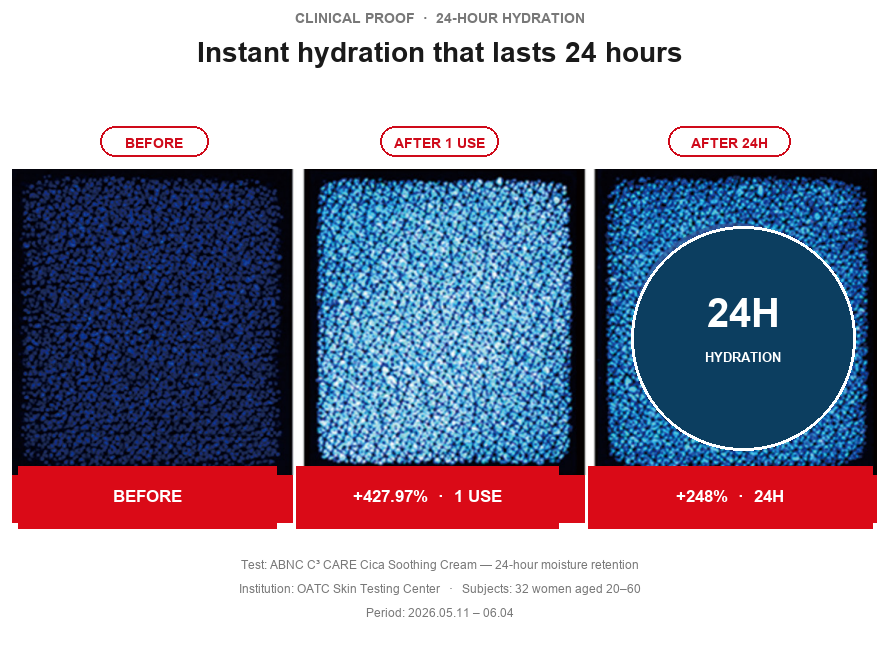 CLINICAL PROOF · 24-HOUR HYDRATION
Instant hydration that lasts 24 hours
BEFORE
AFTER 1 USE
AFTER 24H
24H
HYDRATION
BEFORE
+427.97% · 1 USE
+248% · 24H
Test: ABNC C³ CARE Cica Soothing Cream — 24-hour moisture retention
Institution: OATC Skin Testing Center · Subjects: 32 women aged 20–60
Period: 2026.05.11 – 06.04